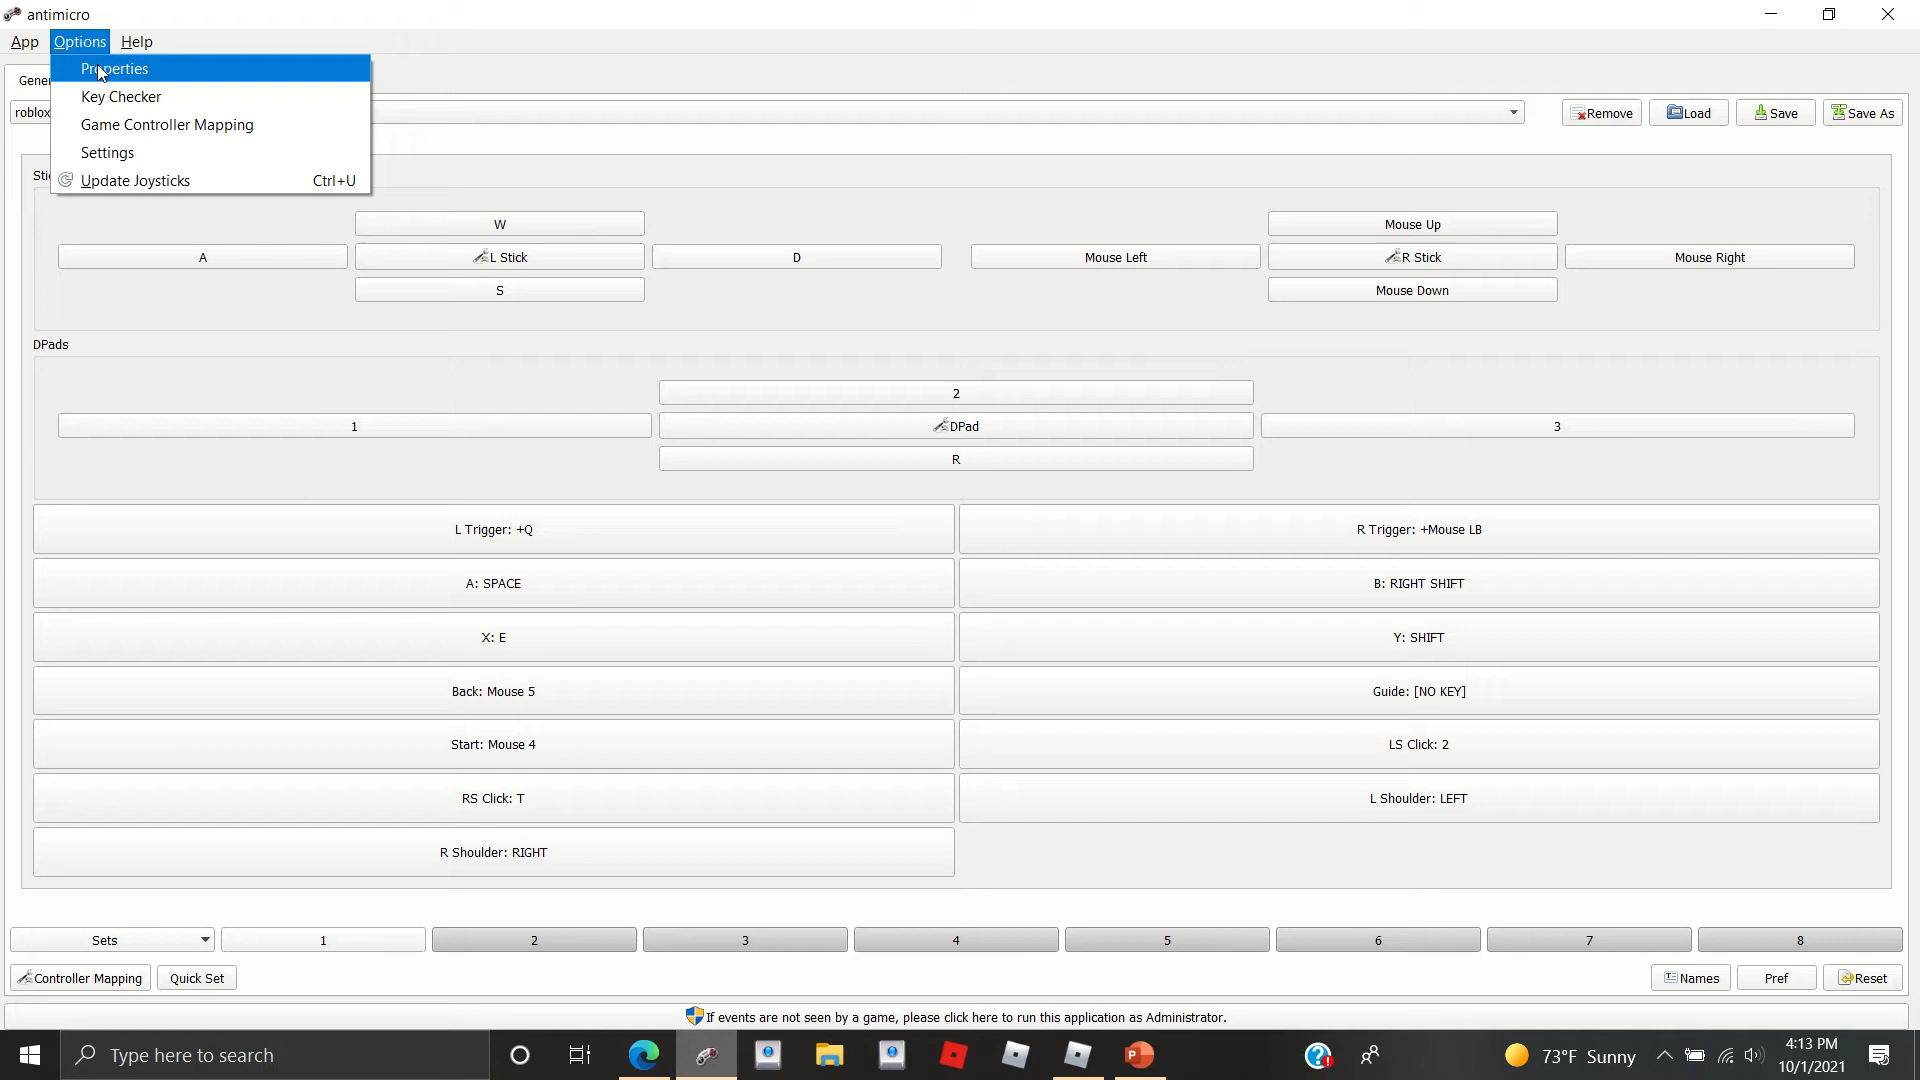 antimicro
App Options Help
Properties
Gener
Key Checker
roblox
Remove
Load
Save
Save As
Game Controller Mapping
Settings
Stic
Update Joysticks Ctrl+U
W
Mouse Up
A
L Stick
D
Mouse Left
R Stick
Mouse Right
S
Mouse Down
DPads
2
1
DPad
3
R
L Trigger: +Q
R Trigger: +Mouse LB
A: SPACE
B: RIGHT SHIFT
X: E
Y: SHIFT
Back: Mouse 5
Guide: [NO KEY]
Start: Mouse 4
LS Click: 2
RS Click: T
L Shoulder: LEFT
R Shoulder: RIGHT
Sets 1 2 3 4 5 6 7 8
Controller Mapping
Quick Set
Names
Pref
Reset
If events are not seen by a game, please click here to run this application as Administrator.
Type here to search
73°F Sunny
4:13 PM
10/1/2021